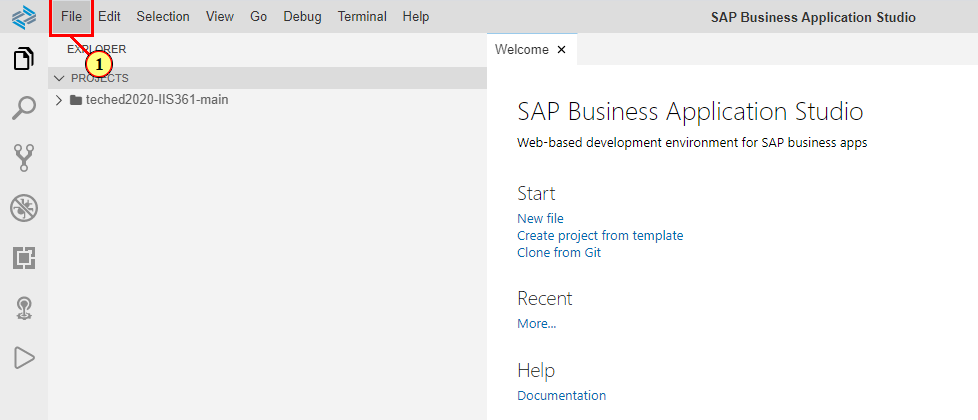 File Edit Selection View Go Debug Terminal Help SAP Business Application Studio
EXPLORER
1
PROJECTS
teched2020-IIS361-main
Welcome
SAP Business Application Studio
Web-based development environment for SAP business apps
Start
New file
Create project from template
Clone from Git
Recent
More...
Help
Documentation